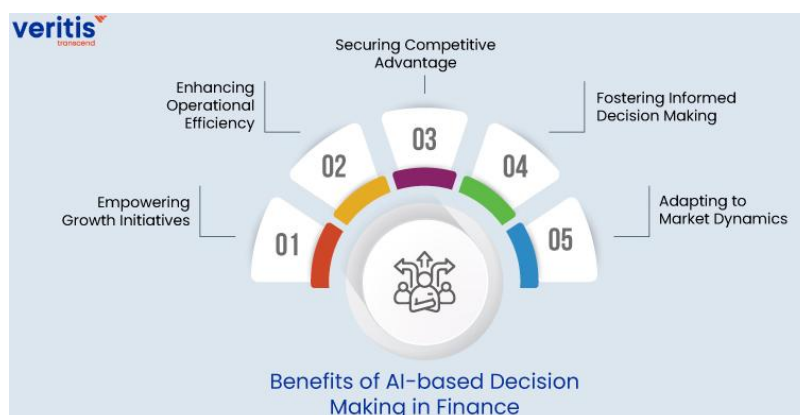 veritis
transcend
Securing Competitive
Advantage
Enhancing
Operational
Efficiency
Fostering Informed
Decision Making
Empowering
Growth Initiatives
Adapting to
Market Dynamics
01
02
03
04
05
Benefits of AI-based Decision
Making in Finance